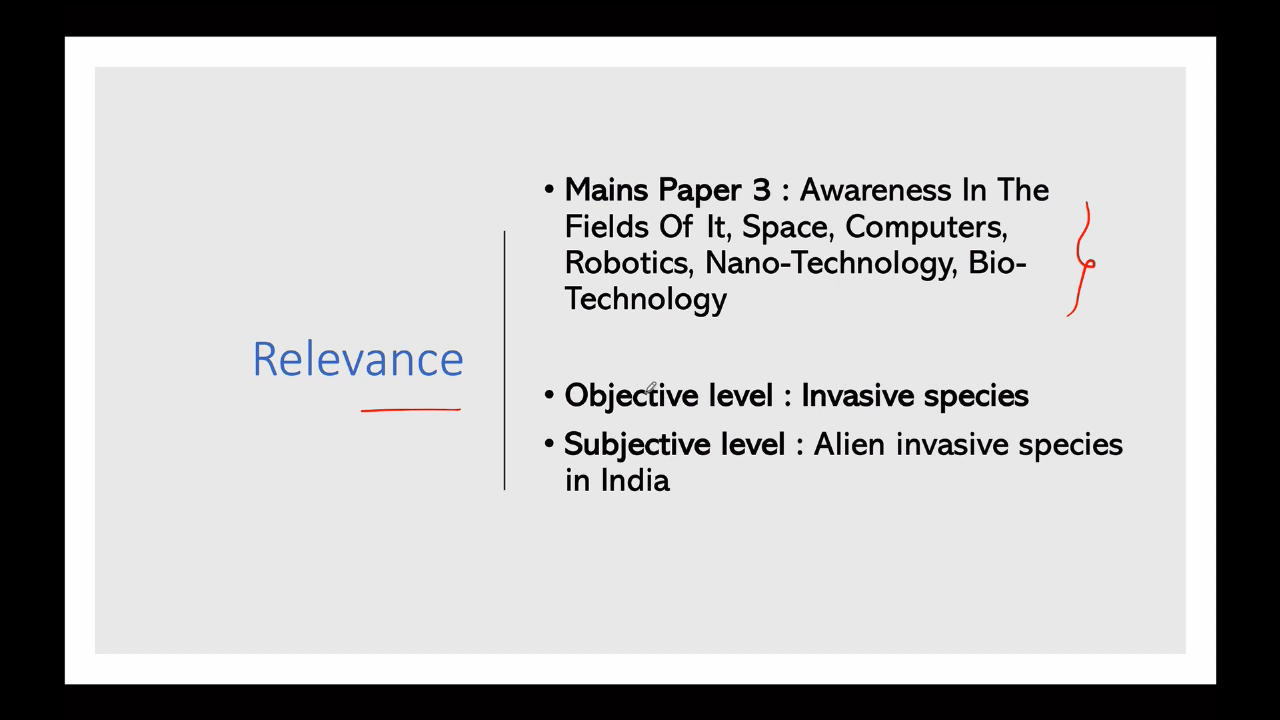 Relevance
• Mains Paper 3 : Awareness In The
Fields Of It, Space, Computers,
Robotics, Nano-Technology, Bio-
Technology
• Objective level : Invasive species
• Subjective level : Alien invasive species
in India